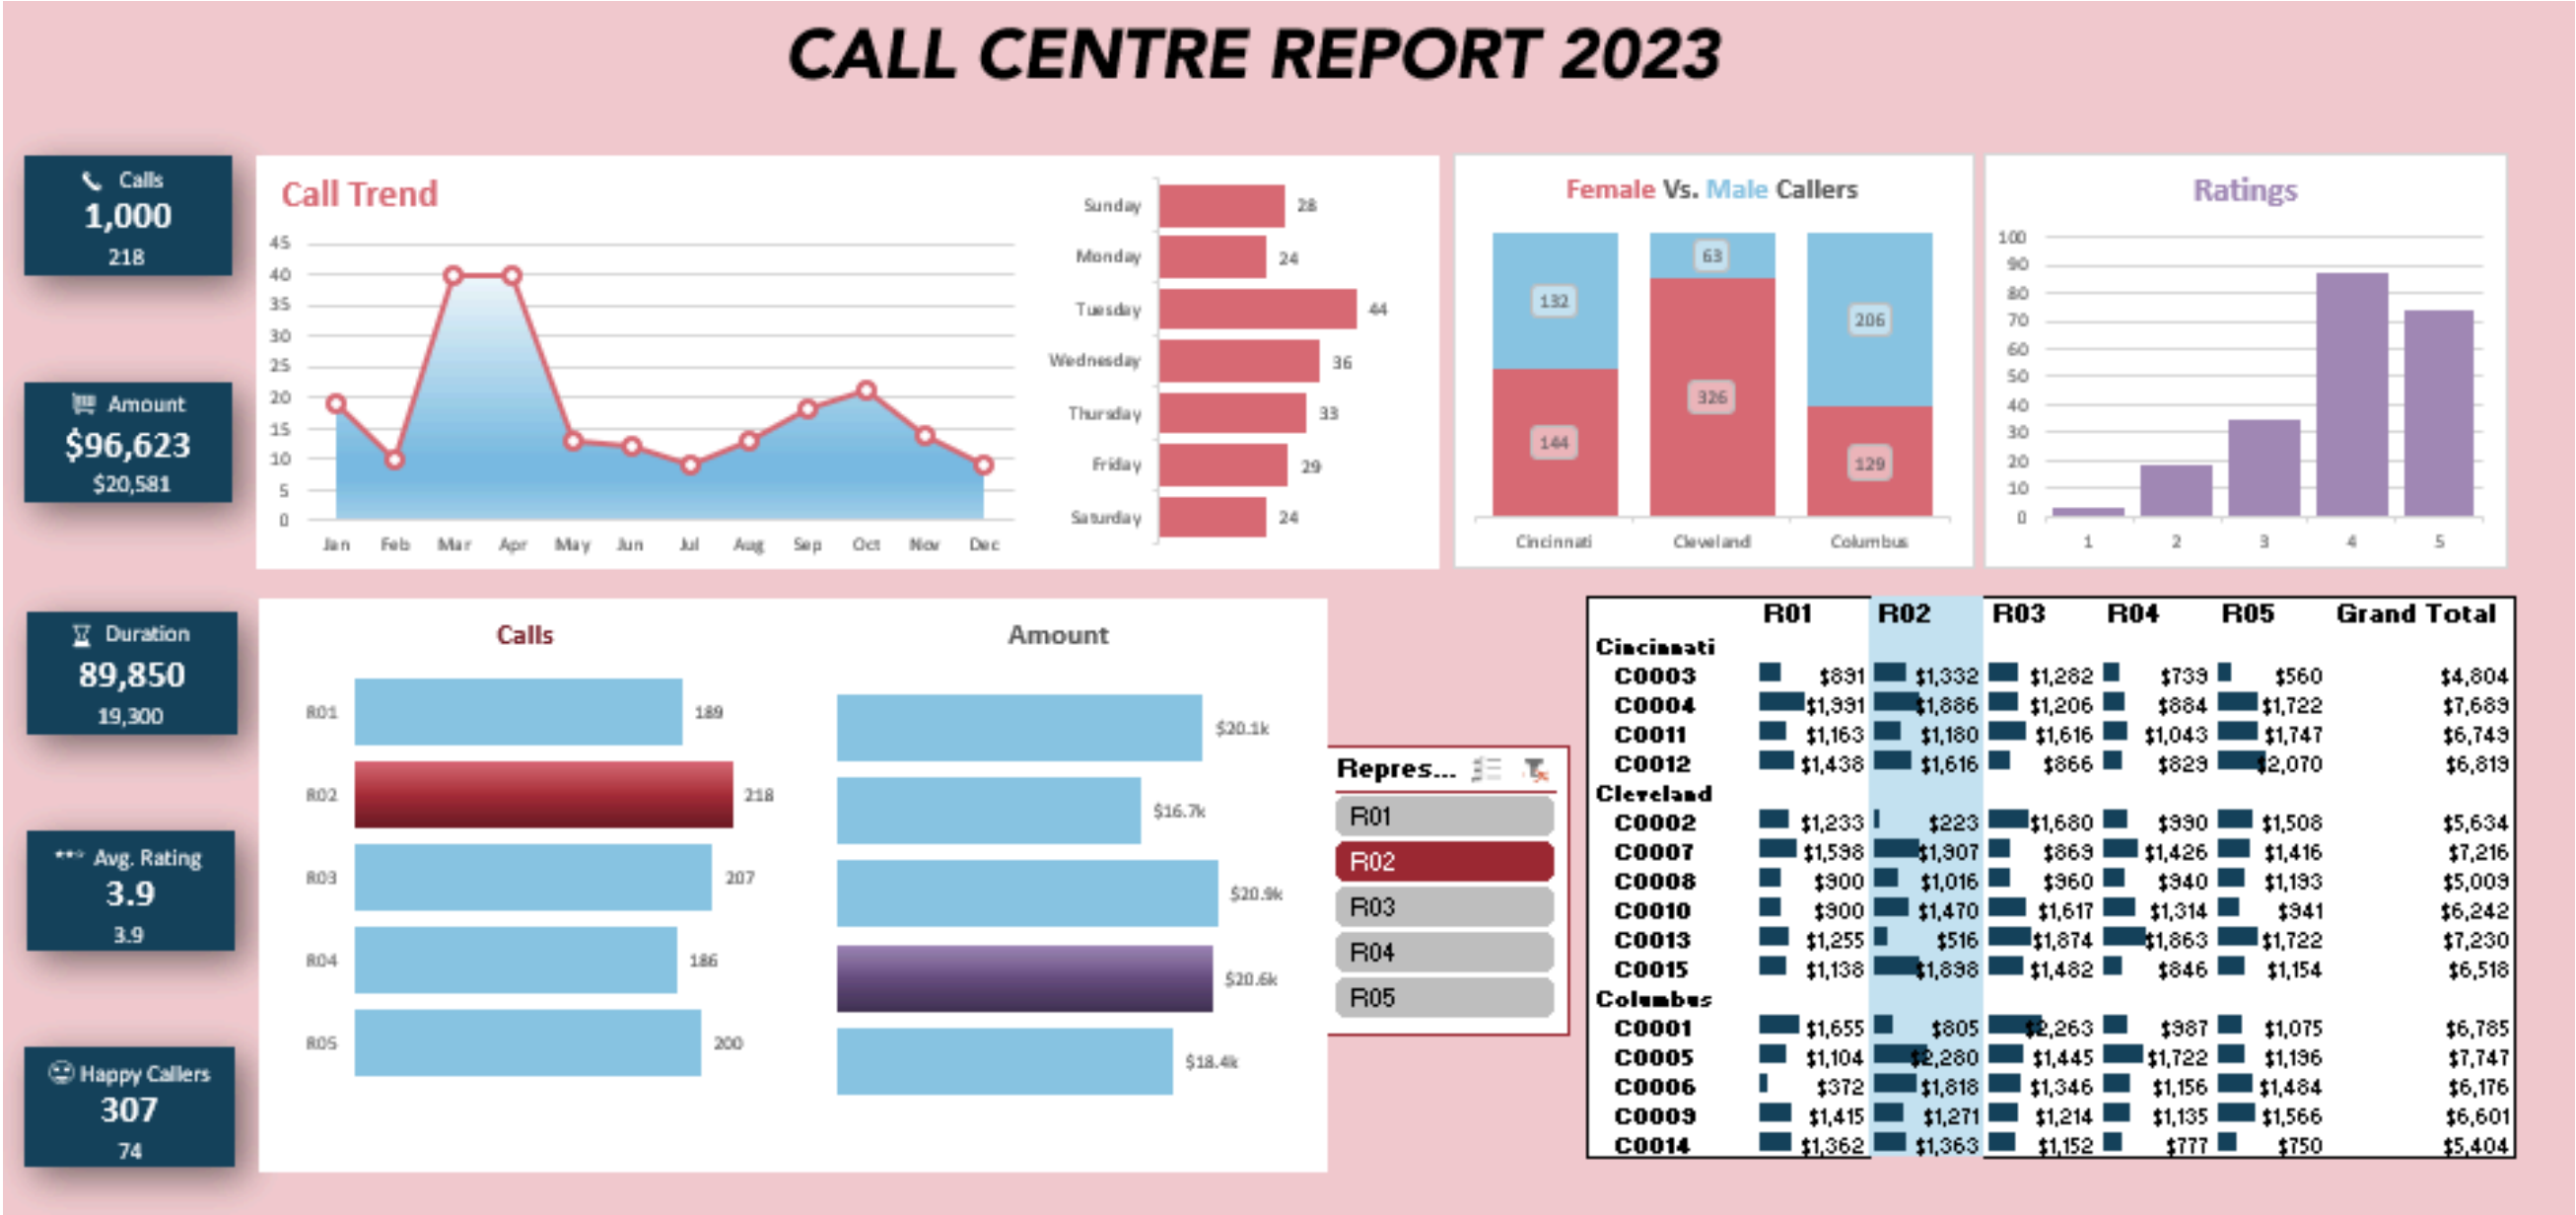 CALL CENTRE REPORT 2023
Calls
1,000
218
Amount
$96,623
$20,581
Duration
89,850
19,300
Avg. Rating
3.9
3.9
Happy Callers
307
74
Call Trend
45
40
35
30
25
20
15
10
5
0
Jan Feb Mar Apr May Jun Jul Aug Sep Oct Nov Dec
Sunday 28
Monday 24
Tuesday 44
Wednesday 36
Thursday 33
Friday 29
Saturday 24
Female Vs. Male Callers
132 63 206
144 326 129
Cincinnati Cleveland Columbus
Ratings
100
90
80
70
60
50
40
30
20
10
0
1 2 3 4 5
Calls
R01 189
R02 218
R03 207
R04 186
R05 200
Amount
$20.1k
$16.7k
$20.9k
$20.6k
$18.4k
Repres...
R01
R02
R03
R04
R05
R01 R02 R03 R04 R05 Grand Total
Cincinnati
C0003 $891 $1,332 $1,282 $739 $560 $4,804
C0004 $1,991 $1,886 $1,206 $884 $1,722 $7,689
C0011 $1,163 $1,180 $1,616 $1,043 $1,747 $6,749
C0012 $1,438 $1,616 $866 $829 $2,070 $6,819
Cleveland
C0002 $1,233 $223 $1,680 $990 $1,508 $5,634
C0007 $1,598 $1,907 $869 $1,426 $1,416 $7,216
C0008 $900 $1,016 $960 $940 $1,193 $5,009
C0010 $900 $1,470 $1,617 $1,314 $941 $6,242
C0013 $1,255 $516 $1,874 $1,863 $1,722 $7,230
C0015 $1,138 $1,898 $1,482 $846 $1,154 $6,518
Columbus
C0001 $1,655 $805 $2,263 $987 $1,075 $6,785
C0005 $1,104 $2,280 $1,445 $1,722 $1,196 $7,747
C0006 $372 $1,818 $1,346 $1,156 $1,484 $6,176
C0009 $1,415 $1,271 $1,214 $1,135 $1,566 $6,601
C0014 $1,362 $1,363 $1,152 $777 $750 $5,404